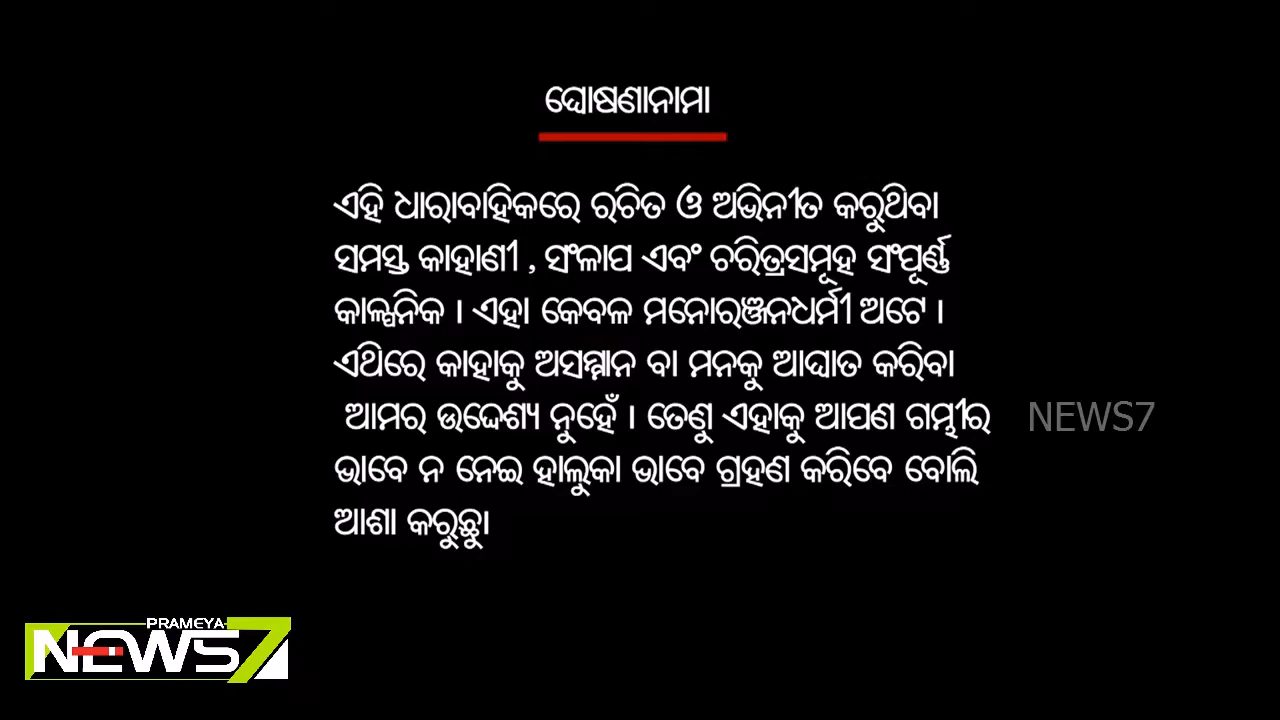 ଘୋଷଣାନାମା
ଏହି ଧାରାବାହିକରେ ରଚିତ ଓ ଅଭିନୀତ କରୁଥିବା
ସମସ୍ତ କାହାଣୀ , ସଂଳାପ ଏବଂ ଚରିତ୍ରସମୂହ ସଂପୂର୍ଣ୍ଣ
କାଳ୍ପନିକ । ଏହା କେବଳ ମନୋରଞ୍ଜନଧର୍ମୀ ଅଟେ ।
ଏଥିରେ କାହାକୁ ଅସମ୍ମାନ ବା ମନକୁ ଆଘାତ କରିବା
ଆମର ଉଦ୍ଦେଶ୍ୟ ନୁହେଁ । ତେଣୁ ଏହାକୁ ଆପଣ ଗମ୍ଭୀର
ଭାବେ ନ ନେଇ ହାଲୁକା ଭାବେ ଗ୍ରହଣ କରିବେ ବୋଲି
ଆଶା କରୁଛୁ।
NEWS7
PRAMEYA
NEWS7